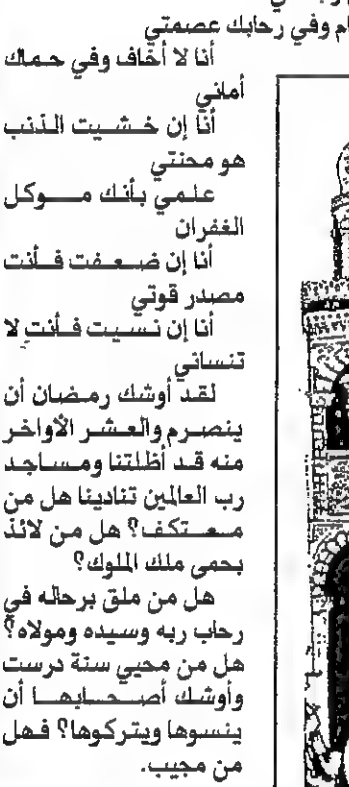 ام وفي رحابك عصمتي
أنا لا أخاف وفي حماك
أماني
أنا إن خشيت الذنب
هو محنتي
علمي بأنك موكل
الغفران
أنا إن ضعفت فأنت
مصدر قوتي
أنا إن نسيت فأنت لا
تنساني
لقد أوشك رمضان أن
ينصرم والعشر الأواخر
منه قد أظلتنا ومساجد
رب العالمين تنادينا هل من
معتكف؟ هل من لائذ
بحمى ملك الملوك؟
هل من ملق برحاله في
رحاب ربه وسيده ومولاه؟
هل من محيي سنة درست
وأوشك أصحابها أن
ينسوها ويتركوها؟ فهل
من مجيب.